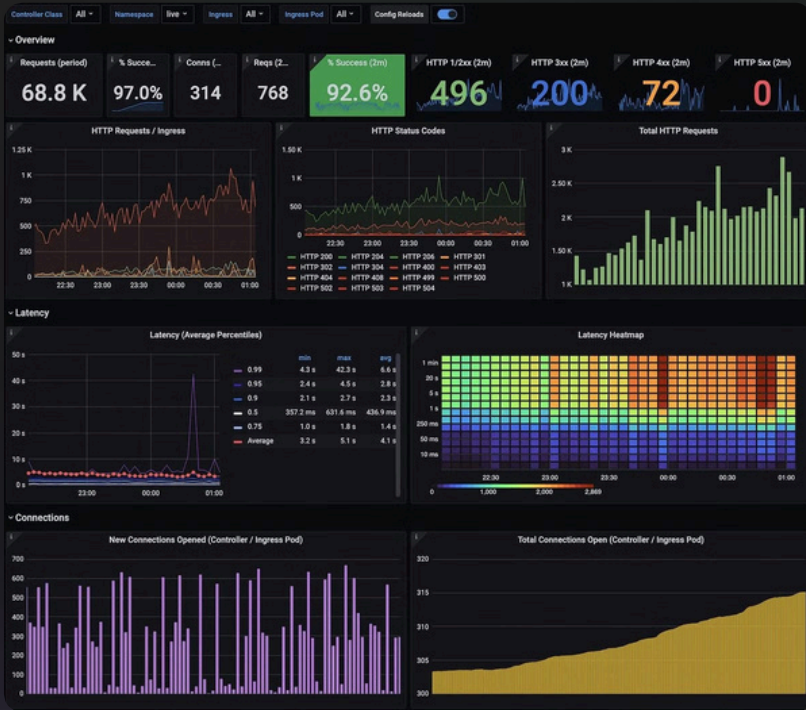 Controller Class All Namespace live Ingress All Ingress Pod All Config Reloads
Overview
Requests (period) % Succe... Conns (... Reqs (2... % Success (2m) HTTP 1/2xx (2m) HTTP 3xx (2m) HTTP 4xx (2m) HTTP 5xx (2m)
68.8 K 97.0% 314 768 92.6% 496 200 72 0
HTTP Requests / Ingress
1.25 K
1 K
750
500
250
0
22:30 23:00 23:30 00:00 00:30 01:00
HTTP Status Codes
1.50 K
1 K
500
0
22:30 23:00 23:30 00:00 00:30 01:00
HTTP 200 HTTP 204 HTTP 206 HTTP 301
HTTP 302 HTTP 304 HTTP 400 HTTP 403
HTTP 404 HTTP 408 HTTP 499 HTTP 500
HTTP 502 HTTP 503 HTTP 504
Total HTTP Requests
3 K
2.50 K
2 K
1.50 K
1 K
Latency
Latency (Average Percentiles)
50 s
40 s
30 s
20 s
10 s
0 s
23:00 00:00 01:00
min max avg
0.99 4.3 s 42.3 s 6.6 s
0.95 2.4 s 4.5 s 2.8 s
0.9 2.1 s 2.7 s 2.3 s
0.5 357.2 ms 631.6 ms 436.9 ms
0.75 1.0 s 1.8 s 1.4 s
Average 3.2 s 5.1 s 4.1 s
Latency Heatmap
1 min
20 s
5 s
1 s
250 ms
50 ms
10 ms
22:30 23:00 23:30 00:00 00:30 01:00
0 1,000 2,000 2,869
Connections
New Connections Opened (Controller / Ingress Pod)
700
600
500
400
300
200
100
0
Total Connections Open (Controller / Ingress Pod)
320
315
310
305
300